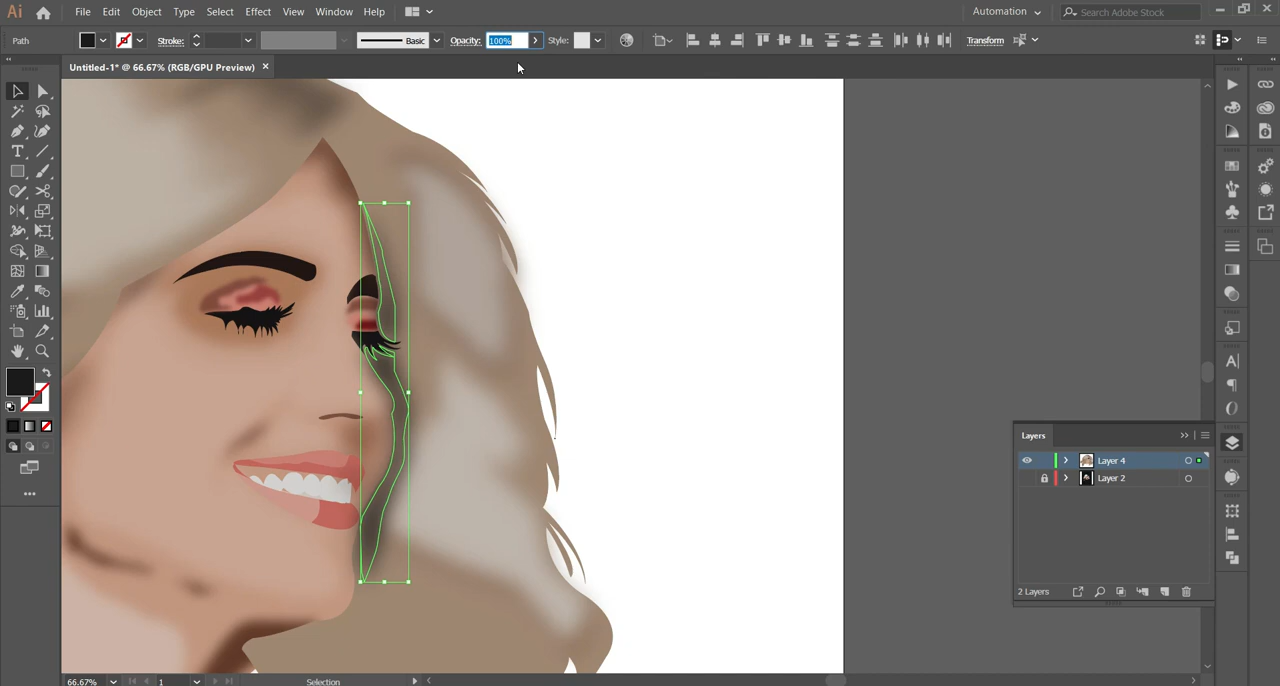 Ai File Edit Object Type Select Effect View Window Help Automation Search Adobe Stock
Path Stroke: Basic Opacity: 100% Style: Transform
Untitled-1* @ 66.67% (RGB/GPU Preview) ×
Layers
Layer 4
Layer 2
2 Layers
66.67% 1 Selection